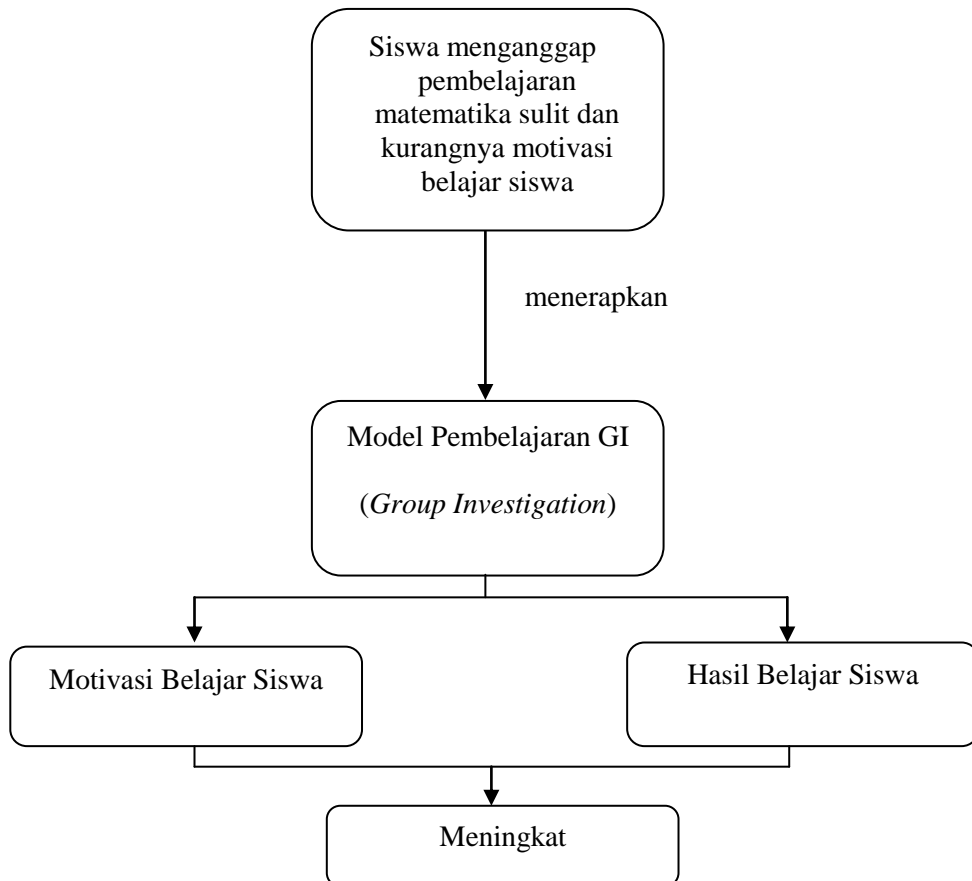 Siswa menganggap
pembelajaran
matematika sulit dan
kurangnya motivasi
belajar siswa
menerapkan
Model Pembelajaran GI
(Group Investigation)
Motivasi Belajar Siswa
Hasil Belajar Siswa
Meningkat